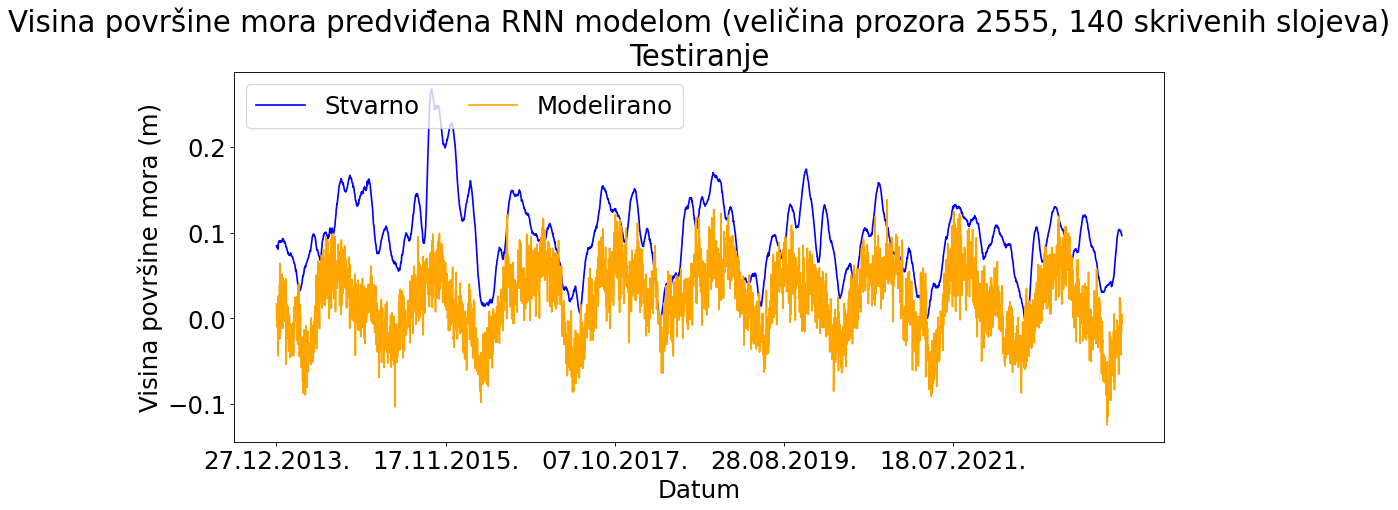 Visina površine mora predviđena RNN modelom (veličina prozora 2555, 140 skrivenih slojeva)
Testiranje
Stvarno Modelirano
Visina površine mora (m)
0.2
0.1
0.0
−0.1
27.12.2013. 17.11.2015. 07.10.2017. 28.08.2019. 18.07.2021.
Datum